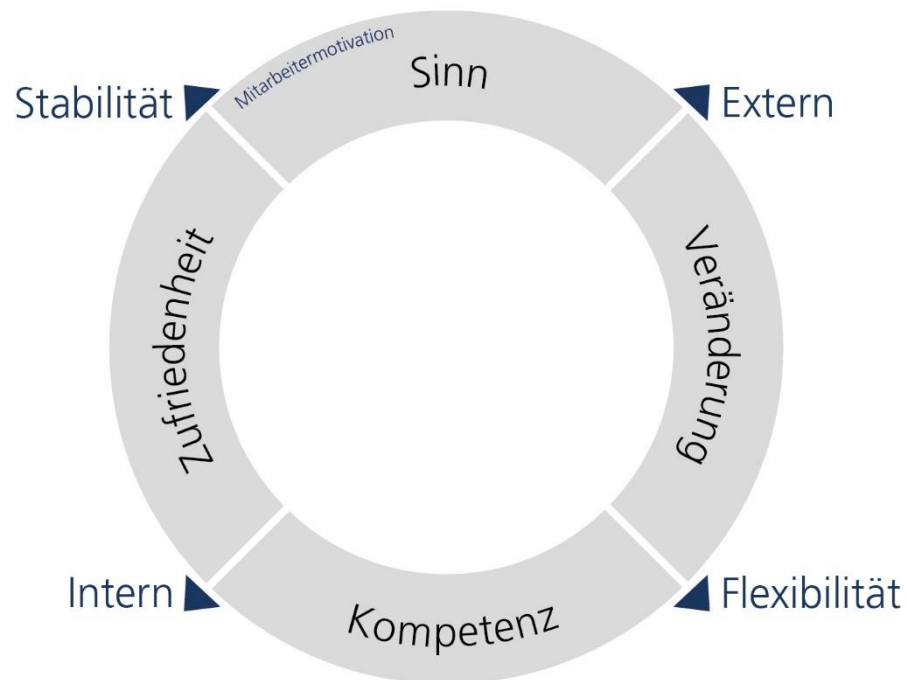 Mitarbeitermotivation
Sinn
Stabilität
Extern
Zufriedenheit
Veränderung
Intern
Flexibilität
Kompetenz